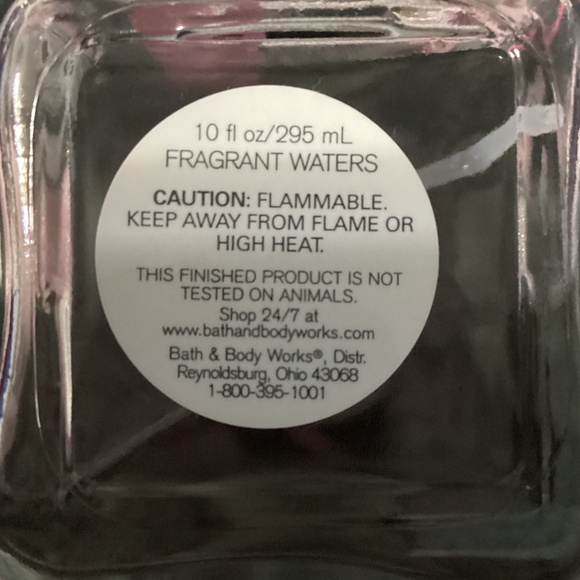 10 fl oz/295 mL
FRAGRANT WATERS
CAUTION: FLAMMABLE.
KEEP AWAY FROM FLAME OR
HIGH HEAT.
THIS FINISHED PRODUCT IS NOT
TESTED ON ANIMALS.
Shop 24/7 at
www.bathandbodyworks.com
Bath & Body Works®, Distr.
Reynoldsburg, Ohio 43068
1-800-395-1001